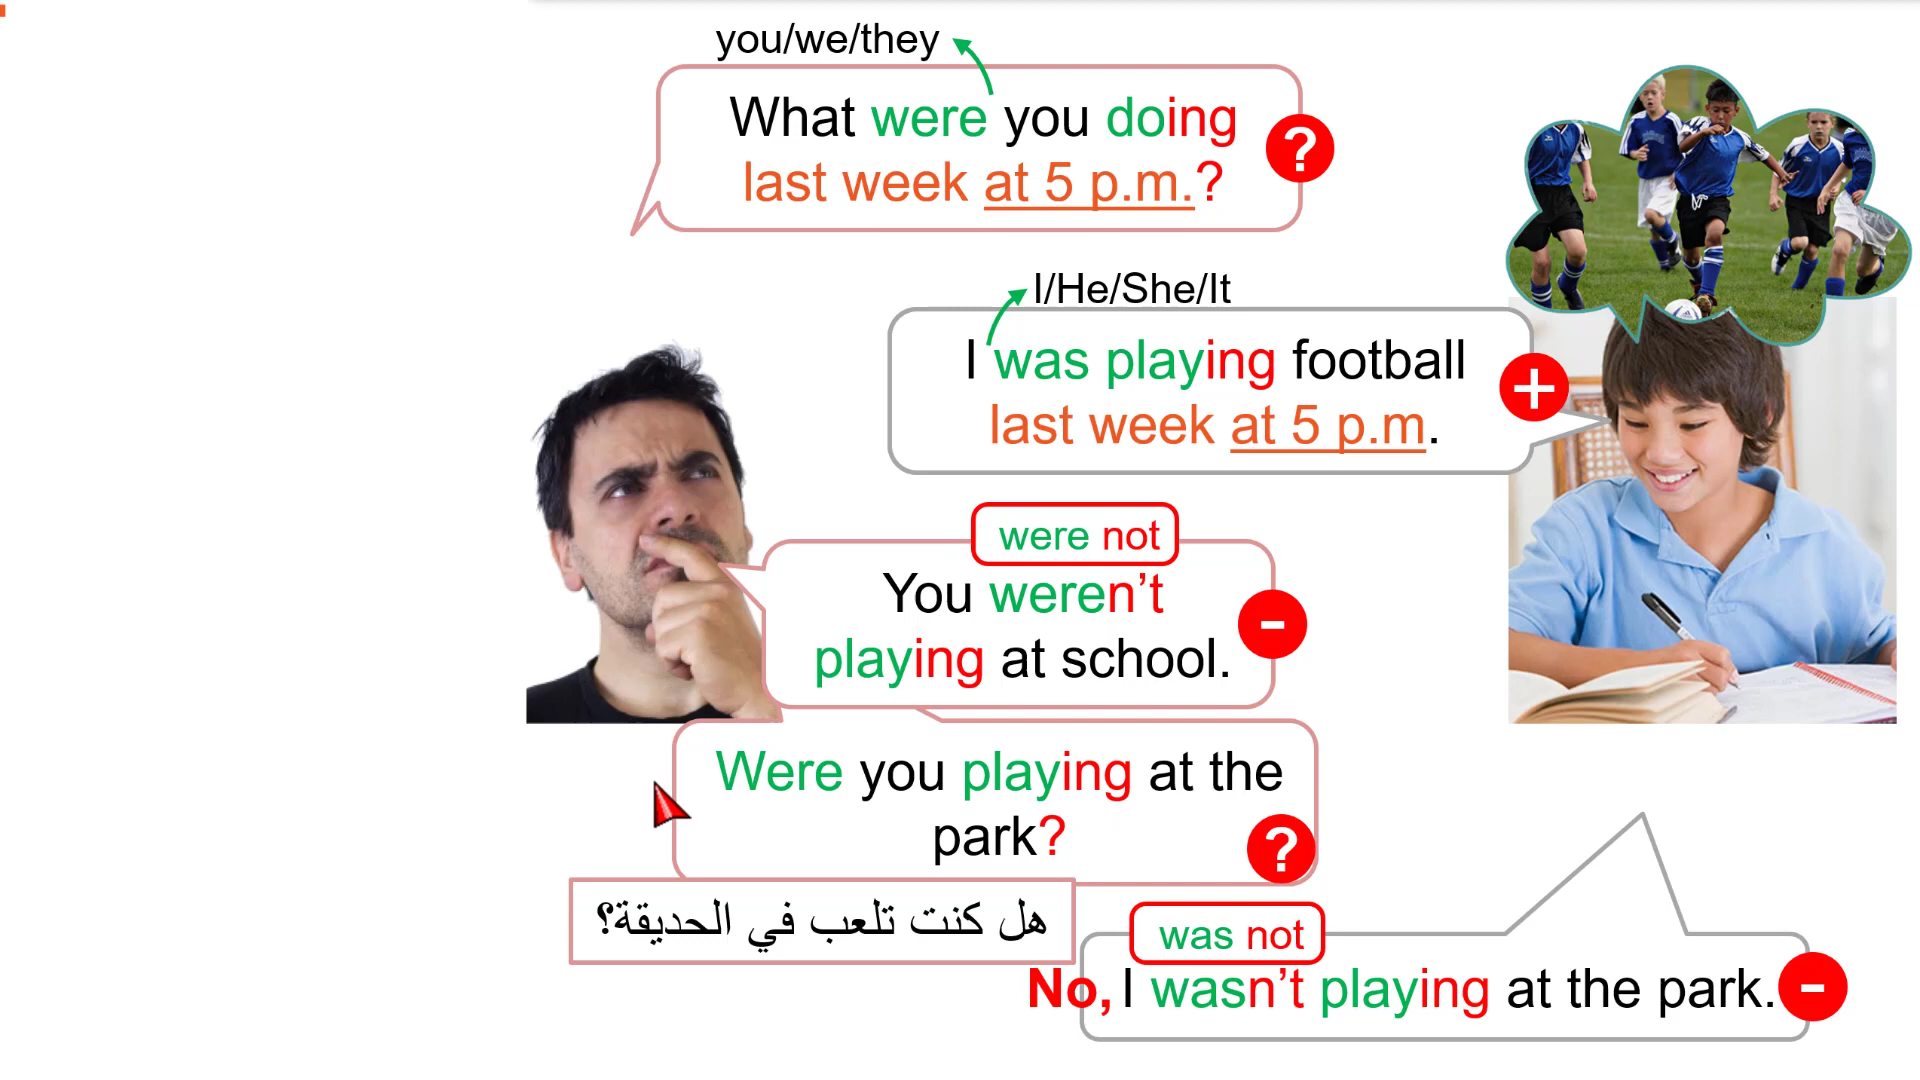 you/we/they
What were you doing
last week at 5 p.m.?
?
I/He/She/It
I was playing football
last week at 5 p.m.
+
were not
You weren’t
playing at school.
-
Were you playing at the
park?
?
هل كنت تلعب في الحديقة؟
was not
No, I wasn’t playing at the park.
-